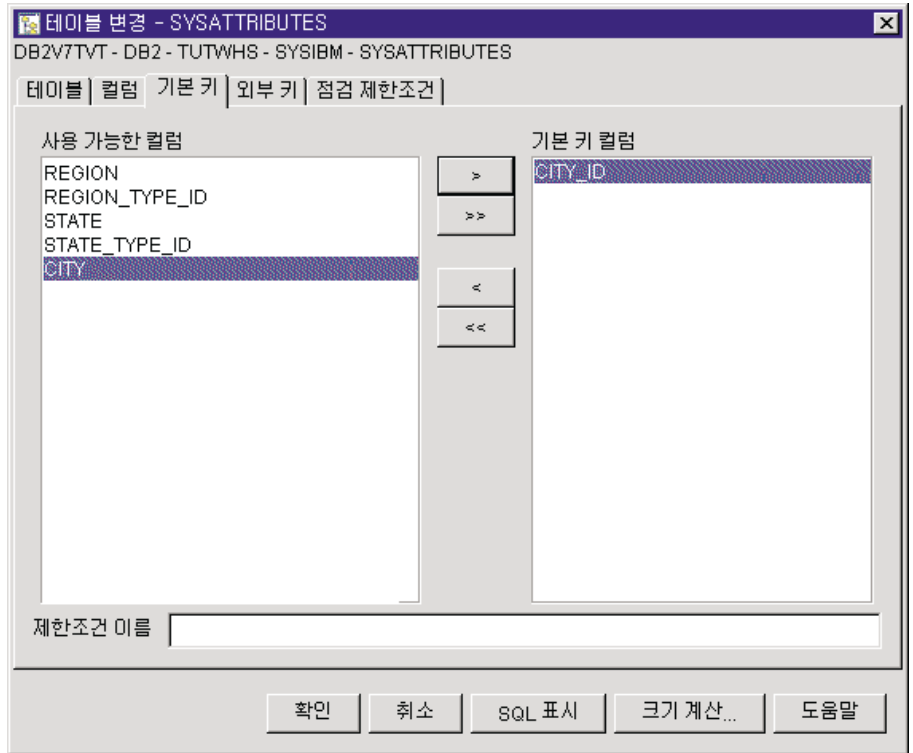 테이블 변경 - SYSATTRIBUTES
DB2V7TVT - DB2 - TUTWHS - SYSIBM - SYSATTRIBUTES
테이블 컬럼 기본 키 외부 키 점검 제한조건
사용 가능한 컬럼
REGION
REGION_TYPE_ID
STATE
STATE_TYPE_ID
CITY
>
>>
<
<<
기본 키 컬럼
CITY_ID
제한조건 이름
확인 취소 SQL 표시 크기 계산... 도움말